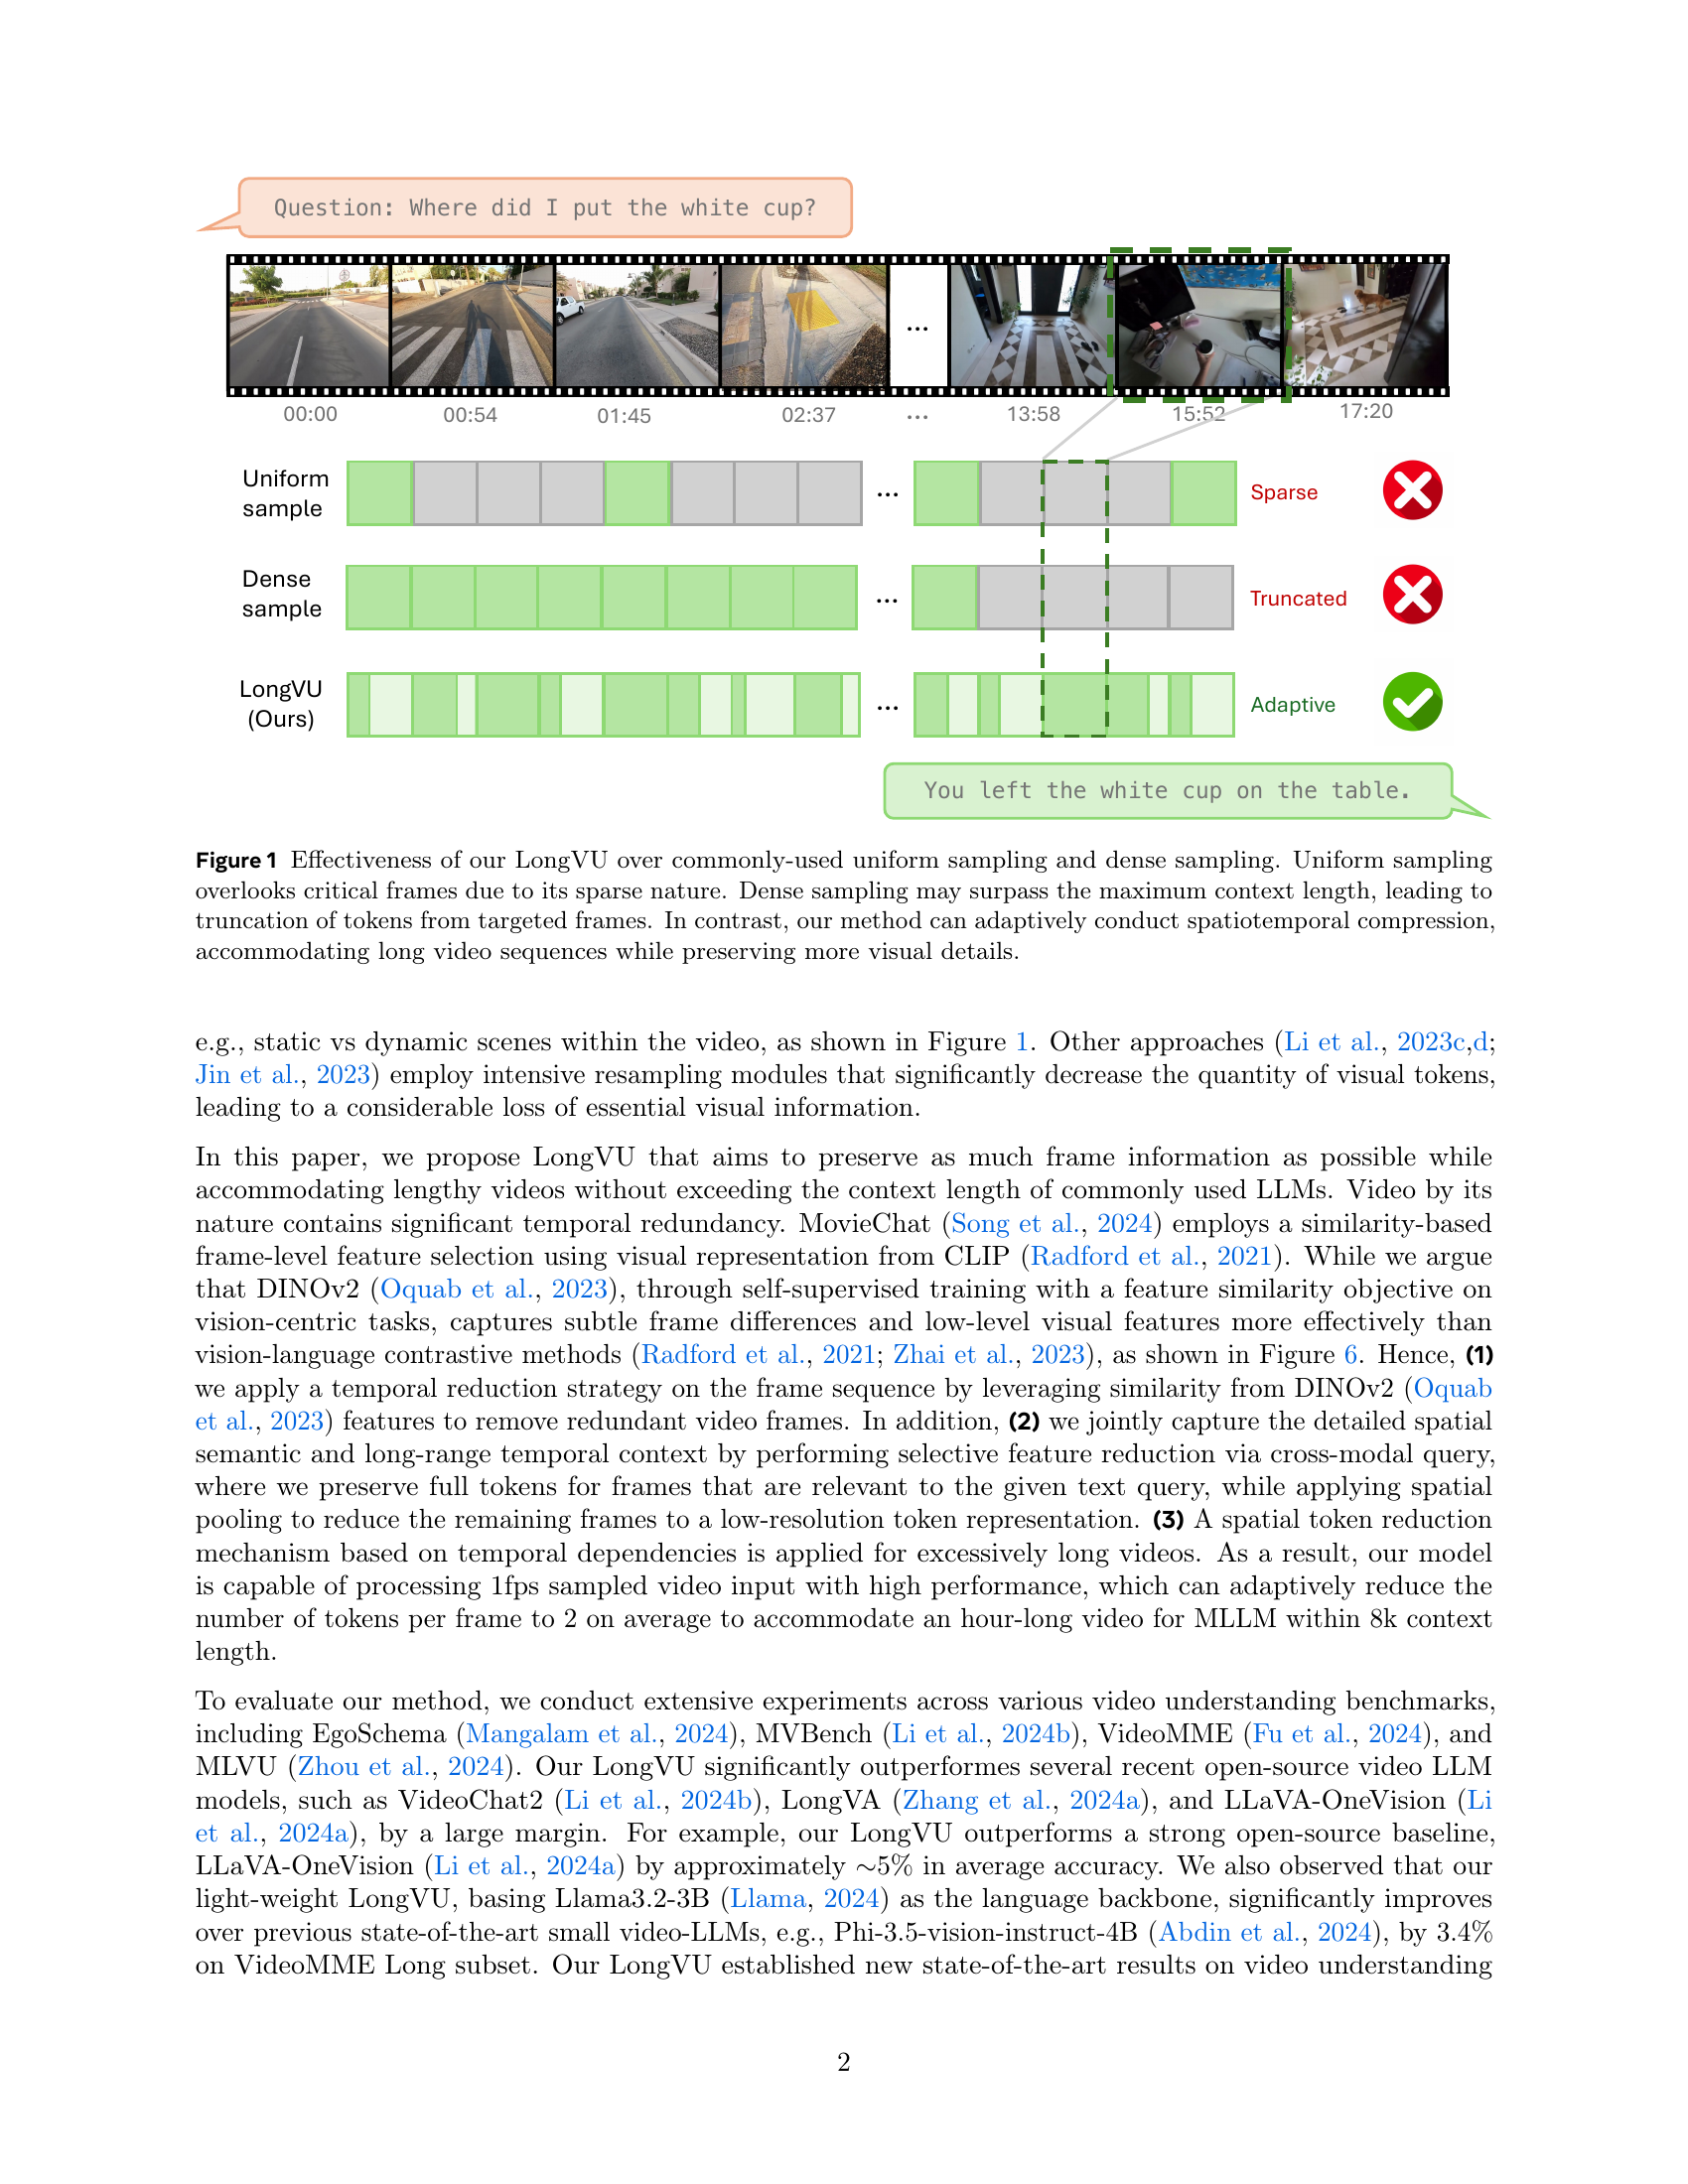 Question: Where did I put the white cup?
...
00:00 00:54 01:45 02:37 ... 13:58 15:52 17:20
Uniform
sample
...
Sparse
Dense
sample
...
Truncated
LongVU
(Ours)
...
Adaptive
You left the white cup on the table.
Figure 1 Effectiveness of our LongVU over commonly-used uniform sampling and dense sampling. Uniform sampling
overlooks critical frames due to its sparse nature. Dense sampling may surpass the maximum context length, leading to
truncation of tokens from targeted frames. In contrast, our method can adaptively conduct spatiotemporal compression,
accommodating long video sequences while preserving more visual details.
e.g., static vs dynamic scenes within the video, as shown in Figure 1. Other approaches (Li et al., 2023c,d;
Jin et al., 2023) employ intensive resampling modules that significantly decrease the quantity of visual tokens,
leading to a considerable loss of essential visual information.
In this paper, we propose LongVU that aims to preserve as much frame information as possible while
accommodating lengthy videos without exceeding the context length of commonly used LLMs. Video by its
nature contains significant temporal redundancy. MovieChat (Song et al., 2024) employs a similarity-based
frame-level feature selection using visual representation from CLIP (Radford et al., 2021). While we argue
that DINOv2 (Oquab et al., 2023), through self-supervised training with a feature similarity objective on
vision-centric tasks, captures subtle frame differences and low-level visual features more effectively than
vision-language contrastive methods (Radford et al., 2021; Zhai et al., 2023), as shown in Figure 6. Hence, (1)
we apply a temporal reduction strategy on the frame sequence by leveraging similarity from DINOv2 (Oquab
et al., 2023) features to remove redundant video frames. In addition, (2) we jointly capture the detailed spatial
semantic and long-range temporal context by performing selective feature reduction via cross-modal query,
where we preserve full tokens for frames that are relevant to the given text query, while applying spatial
pooling to reduce the remaining frames to a low-resolution token representation. (3) A spatial token reduction
mechanism based on temporal dependencies is applied for excessively long videos. As a result, our model
is capable of processing 1fps sampled video input with high performance, which can adaptively reduce the
number of tokens per frame to 2 on average to accommodate an hour-long video for MLLM within 8k context
length.
To evaluate our method, we conduct extensive experiments across various video understanding benchmarks,
including EgoSchema (Mangalam et al., 2024), MVBench (Li et al., 2024b), VideoMME (Fu et al., 2024), and
MLVU (Zhou et al., 2024). Our LongVU significantly outperformes several recent open-source video LLM
models, such as VideoChat2 (Li et al., 2024b), LongVA (Zhang et al., 2024a), and LLaVA-OneVision (Li
et al., 2024a), by a large margin. For example, our LongVU outperforms a strong open-source baseline,
LLaVA-OneVision (Li et al., 2024a) by approximately ∼5% in average accuracy. We also observed that our
light-weight LongVU, basing Llama3.2-3B (Llama, 2024) as the language backbone, significantly improves
over previous state-of-the-art small video-LLMs, e.g., Phi-3.5-vision-instruct-4B (Abdin et al., 2024), by 3.4%
on VideoMME Long subset. Our LongVU established new state-of-the-art results on video understanding
2